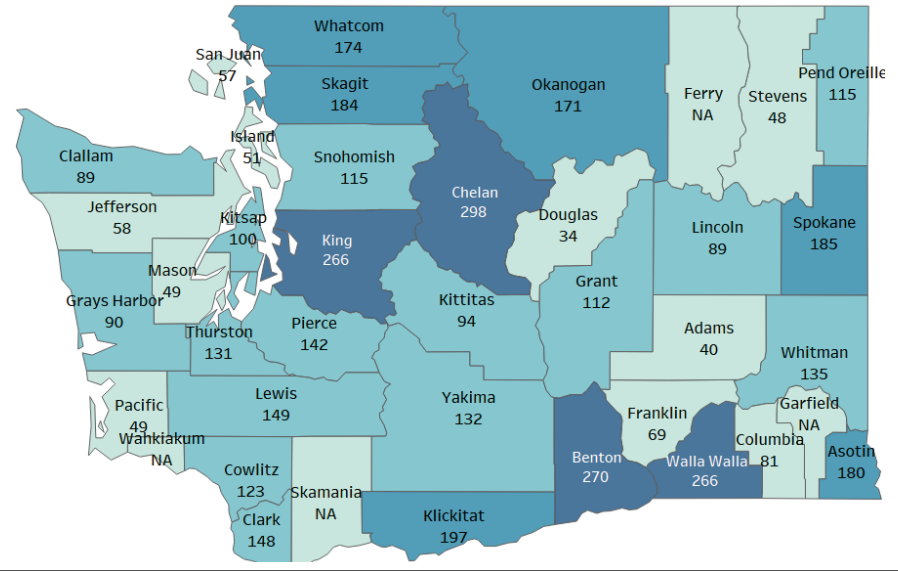 Whatcom
174
San Juan
57
Skagit
184
Okanogan
171
Ferry
NA
Stevens
48
Pend Oreille
115
Island
51
Clallam
89
Snohomish
115
Chelan
298
Jefferson
58
Kitsap
100
King
266
Douglas
34
Lincoln
89
Spokane
185
Mason
49
Grays Harbor
90
Grant
112
Kittitas
94
Thurston
131
Pierce
142
Adams
40
Whitman
135
Pacific
49
Lewis
149
Yakima
132
Franklin
69
Garfield
NA
Wahkiakum
NA
Columbia
81
Asotin
180
Benton
270
Walla Walla
266
Cowlitz
123
Skamania
NA
Clark
148
Klickitat
197